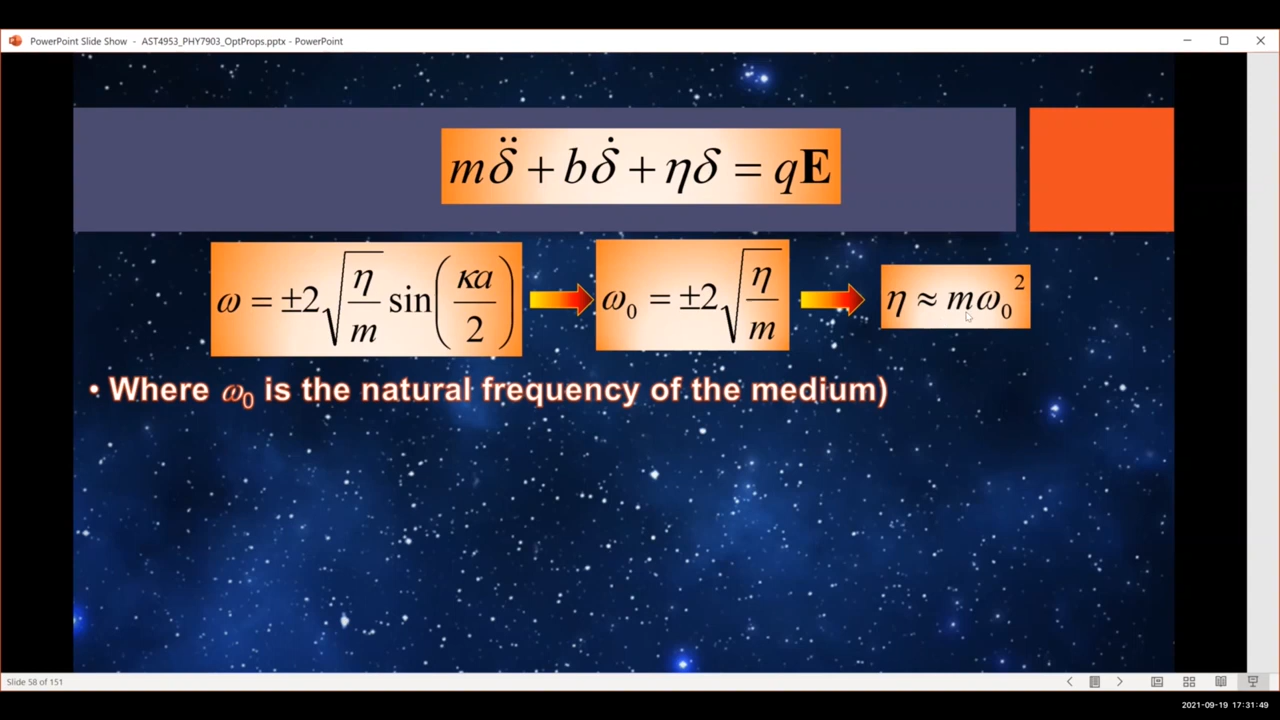 PowerPoint Slide Show - AST4953_PHY7903_OptProps.pptx - PowerPoint
mδ̈ + bδ̇ + ηδ = qE
ω = ±2√(η/m) sin(κa/2)
ω₀ = ±2√(η/m)
η ≈ mω₀²
• Where ω₀ is the natural frequency of the medium)
Slide 58 of 151
2021-09-19 17:31:49